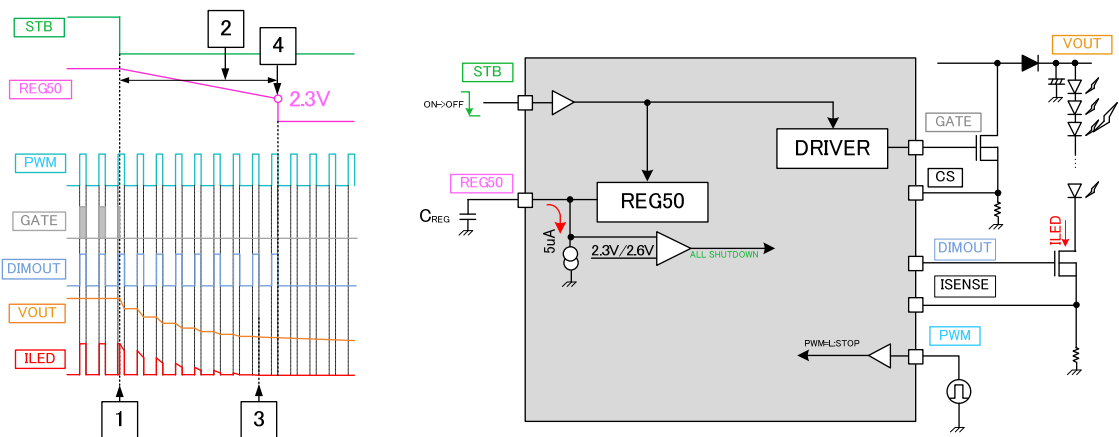 STB
2
4
REG50
2.3V
PWM
GATE
DIMOUT
VOUT
ILED
1
3
STB
ON->OFF
REG50
CREG
5uA
REG50
2.3V/2.6V
ALL SHUTDOWN
DRIVER
PWM=L:STOP
VOUT
GATE
CS
ILED
DIMOUT
ISENSE
PWM